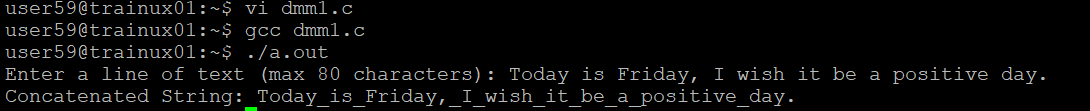 user59@trainux01:~$ vi dmm1.c
user59@trainux01:~$ gcc dmm1.c
user59@trainux01:~$ ./a.out
Enter a line of text (max 80 characters): Today is Friday, I wish it be a positive day.
Concatenated String: Today_is_Friday,_I_wish_it_be_a_positive_day.